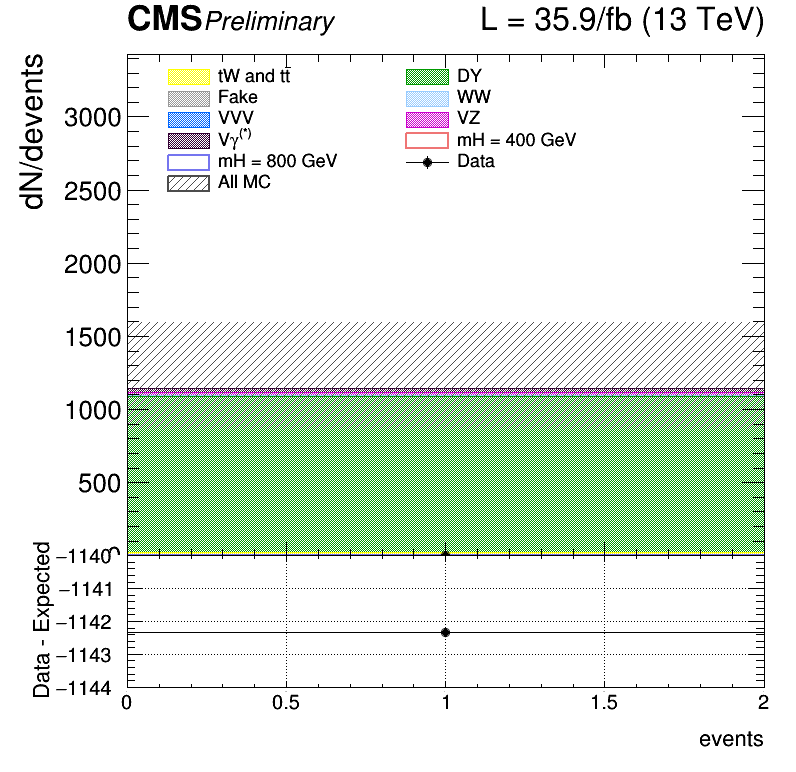 CMS Preliminary L = 35.9/fb (13 TeV)
dN/devents
tW and tt̅ DY
Fake WW
VVV VZ
Vγ(*) mH = 400 GeV
mH = 800 GeV Data
All MC
3000
2500
2000
1500
1000
500
Data - Expected
−1140
−1141
−1142
−1143
−1144
0 0.5 1 1.5 2
events